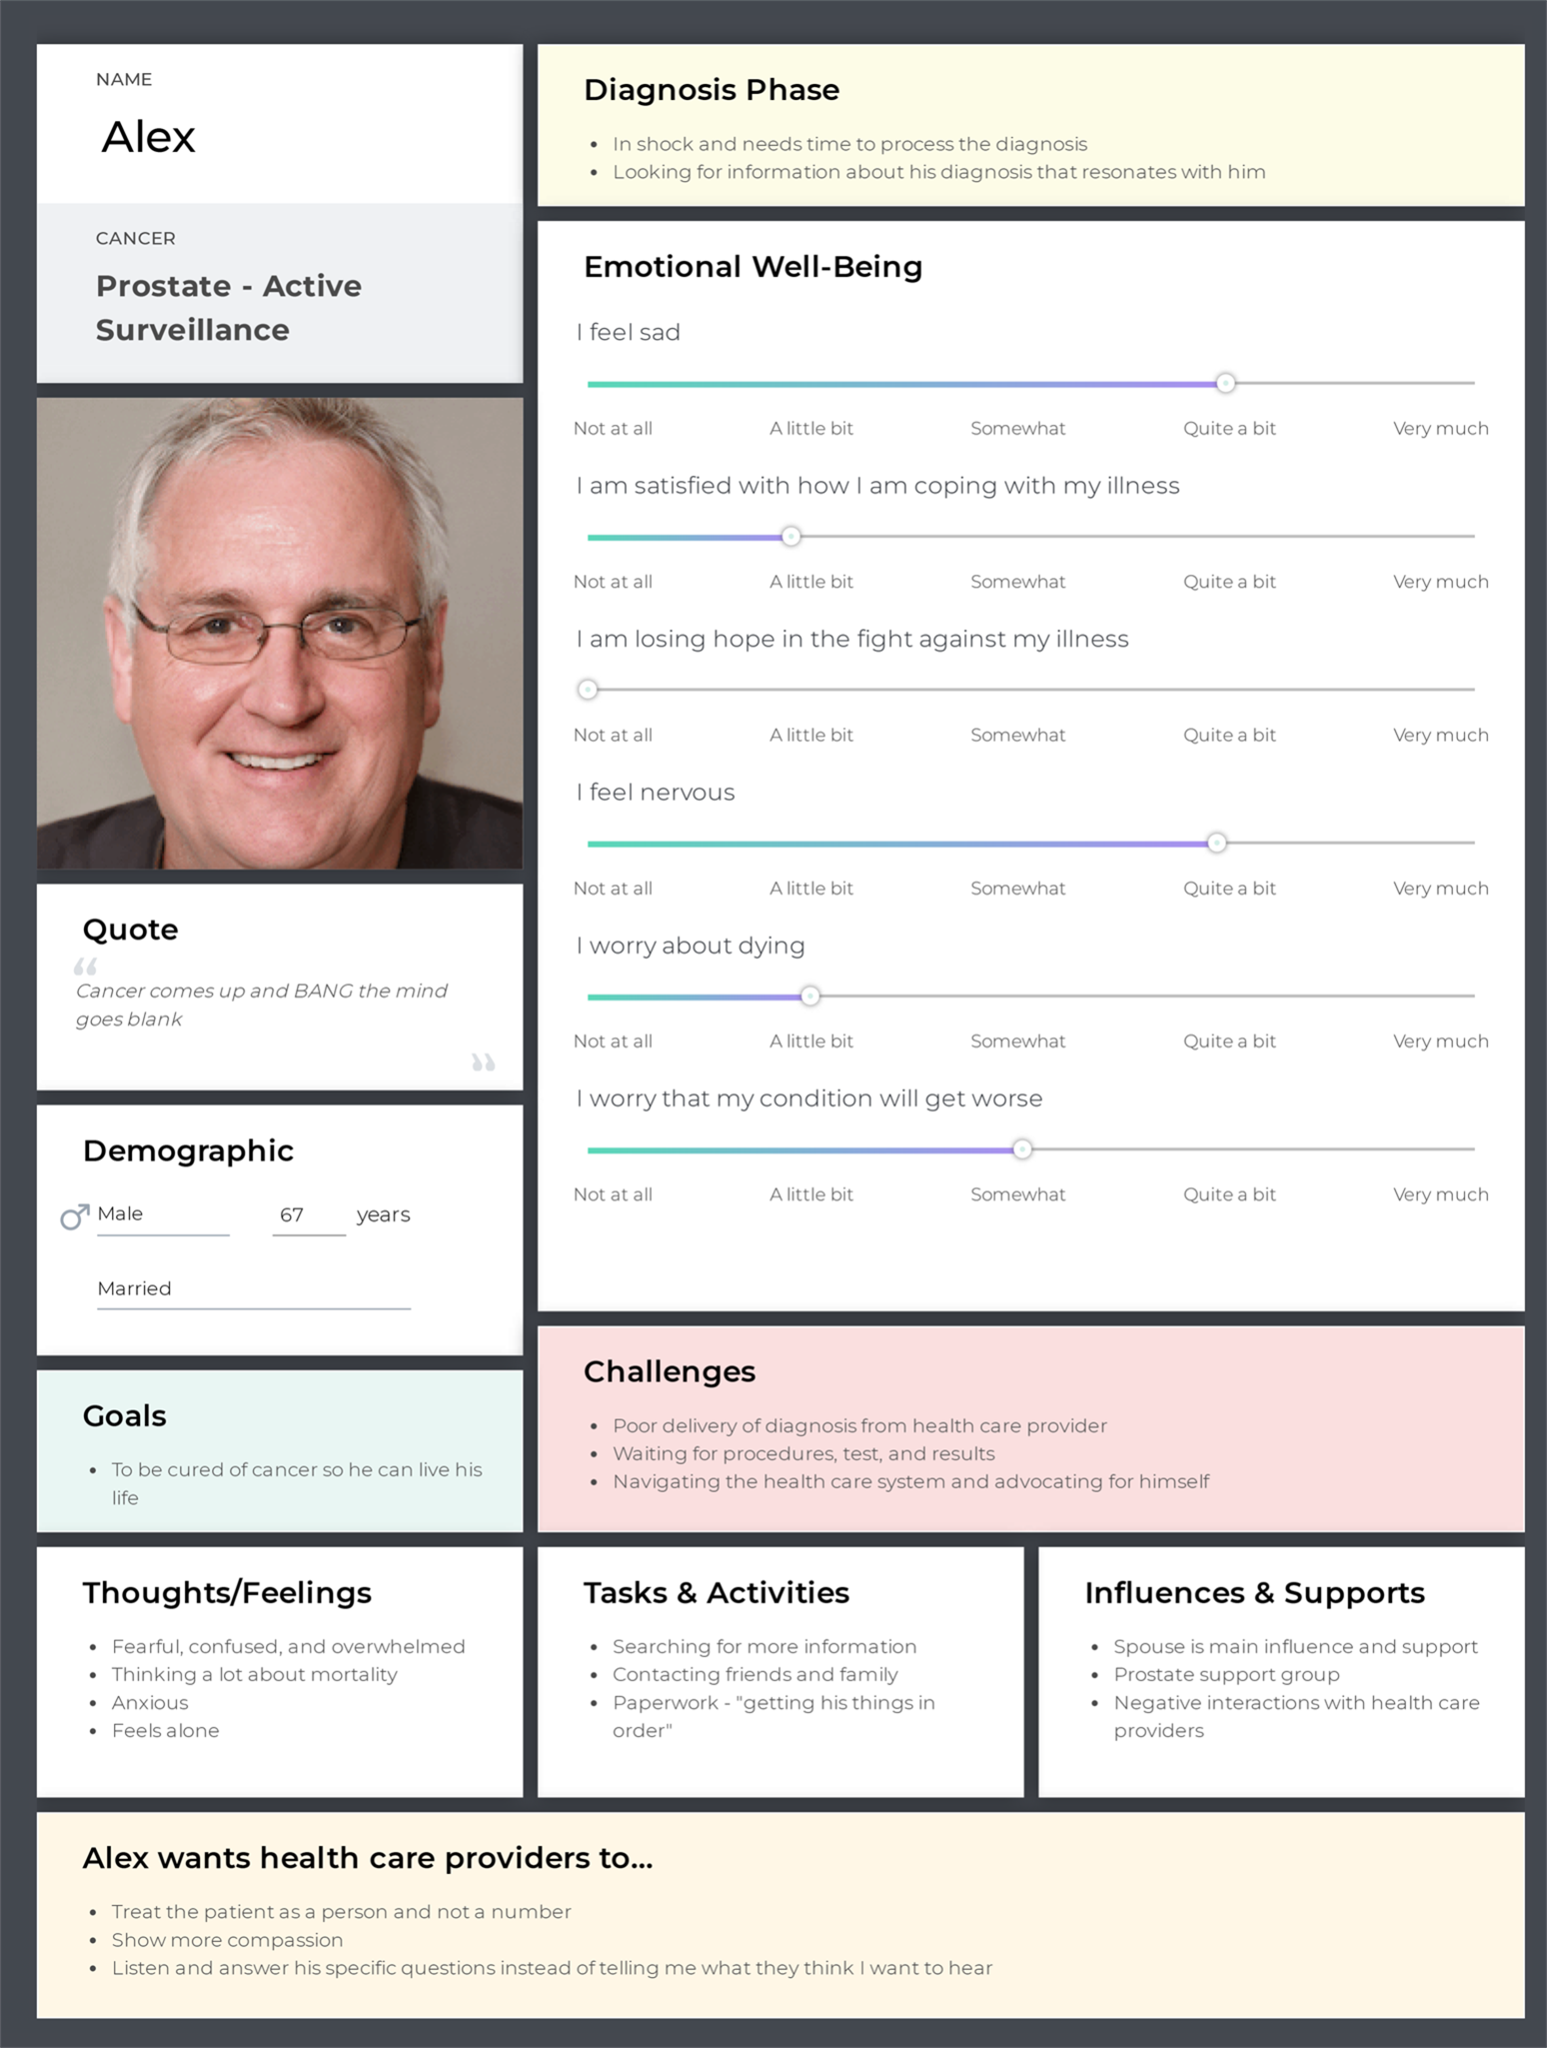 NAME
Alex
CANCER
Prostate - Active
Surveillance
Quote
“
Cancer comes up and BANG the mind
goes blank
”
Demographic
Male 67 years
Married
Goals
• To be cured of cancer so he can live his
life
Diagnosis Phase
• In shock and needs time to process the diagnosis
• Looking for information about his diagnosis that resonates with him
Emotional Well-Being
I feel sad
Not at all A little bit Somewhat Quite a bit Very much
I am satisfied with how I am coping with my illness
Not at all A little bit Somewhat Quite a bit Very much
I am losing hope in the fight against my illness
Not at all A little bit Somewhat Quite a bit Very much
I feel nervous
Not at all A little bit Somewhat Quite a bit Very much
I worry about dying
Not at all A little bit Somewhat Quite a bit Very much
I worry that my condition will get worse
Not at all A little bit Somewhat Quite a bit Very much
Challenges
• Poor delivery of diagnosis from health care provider
• Waiting for procedures, test, and results
• Navigating the health care system and advocating for himself
Thoughts/Feelings
• Fearful, confused, and overwhelmed
• Thinking a lot about mortality
• Anxious
• Feels alone
Tasks & Activities
• Searching for more information
• Contacting friends and family
• Paperwork - "getting his things in
order"
Influences & Supports
• Spouse is main influence and support
• Prostate support group
• Negative interactions with health care
providers
Alex wants health care providers to...
• Treat the patient as a person and not a number
• Show more compassion
• Listen and answer his specific questions instead of telling me what they think I want to hear